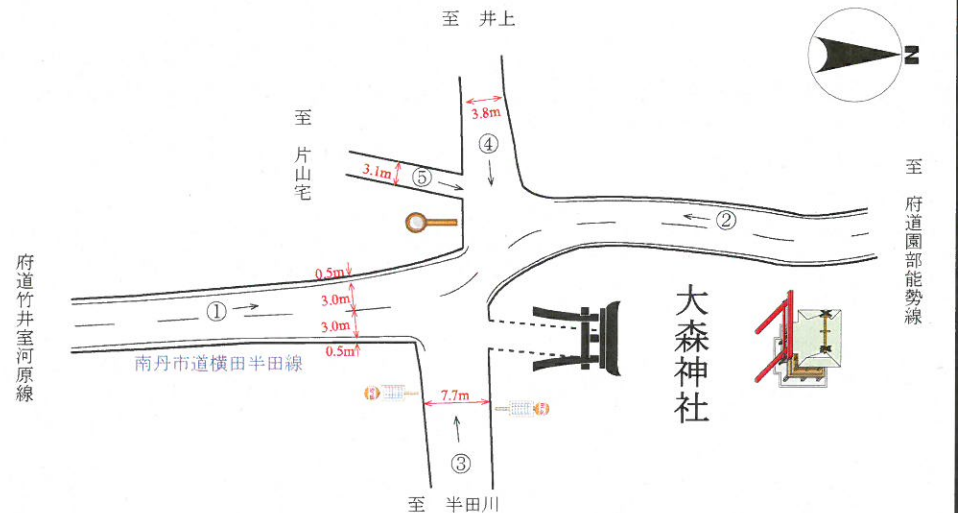 至　井上
N
3.8m
④
至　片山宅
3.1m
⑤
②
至　府道園部能勢線
府道竹井室河原線
0.5m
①
3.0m
3.0m
0.5m
南丹市道横田半田線
大森神社
7.7m
③
至　半田川